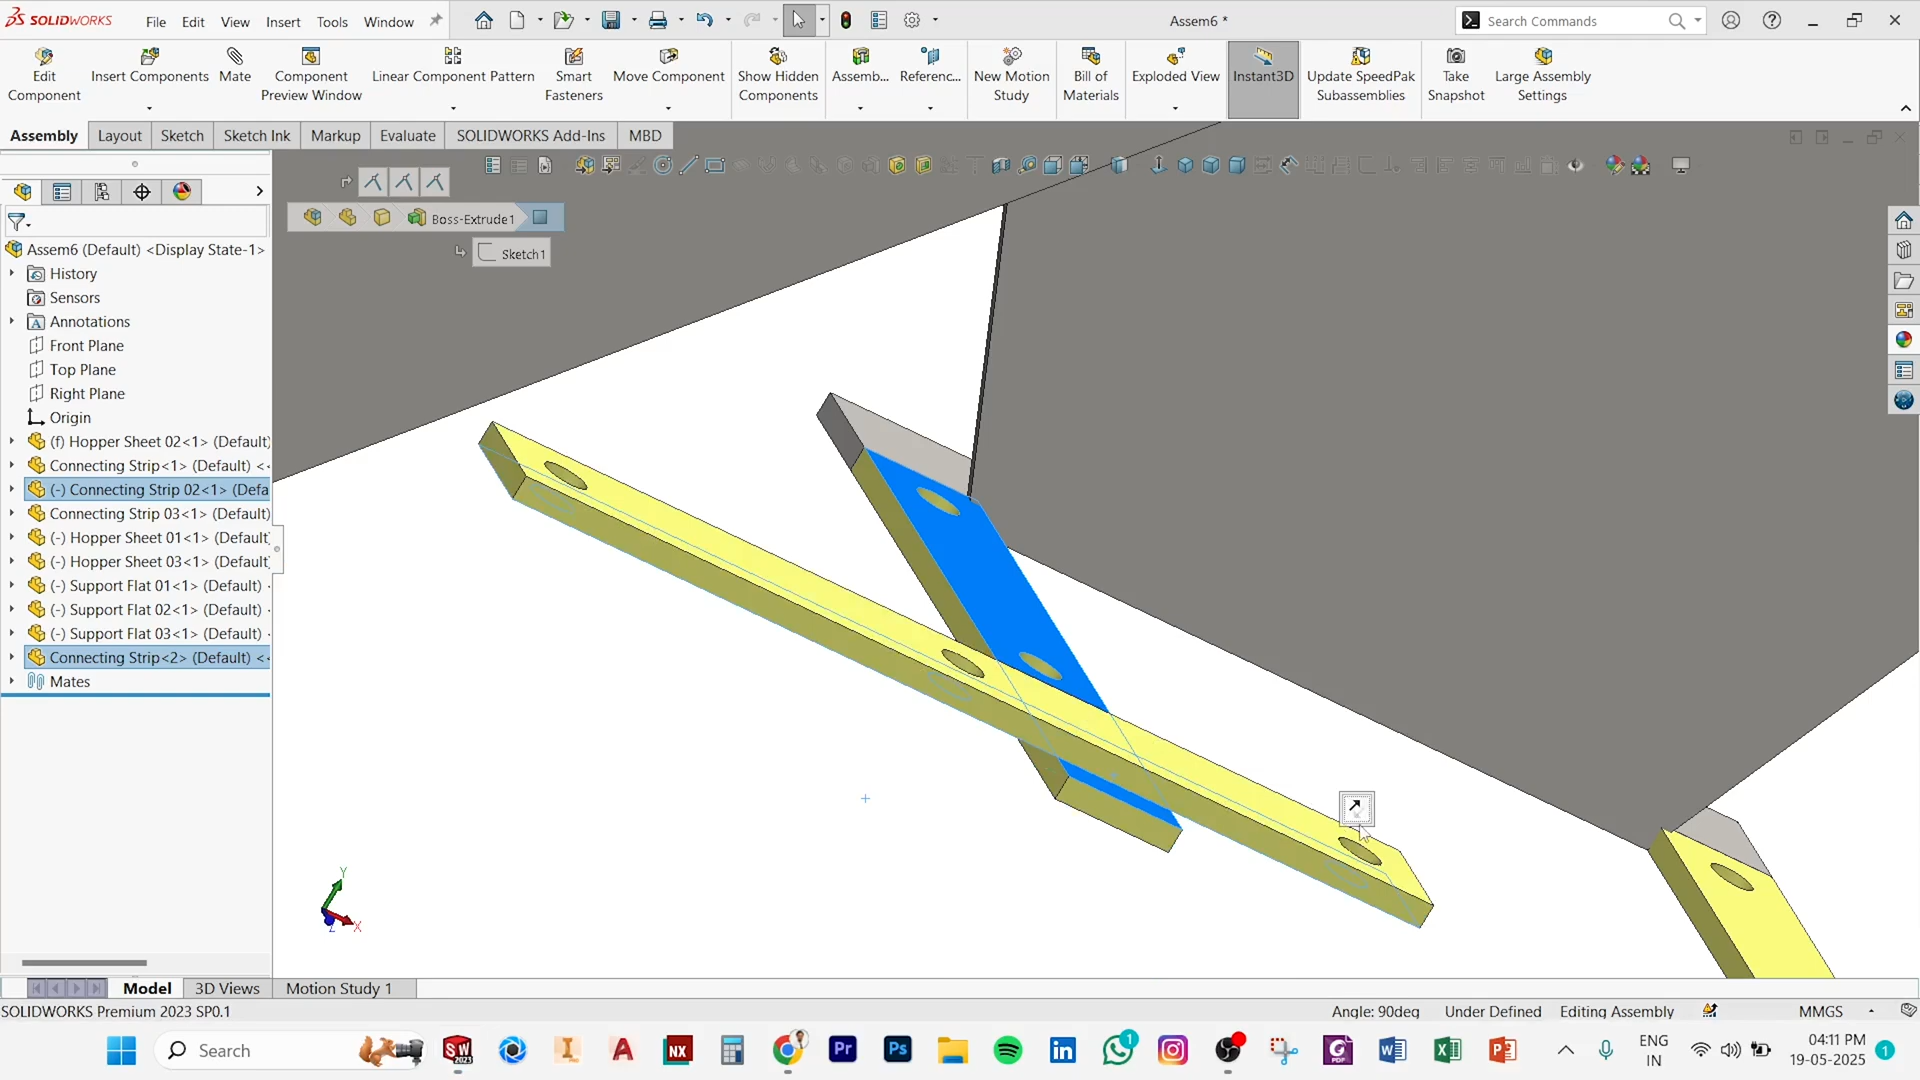 SOLIDWORKS File Edit View Insert Tools Window Assem6 * Search Commands
Edit Component
Insert Components
Mate
Component Preview Window
Linear Component Pattern
Smart Fasteners
Move Component
Show Hidden Components
Assemb...
Referenc...
New Motion Study
Bill of Materials
Exploded View
Instant3D
Update SpeedPak Subassemblies
Take Snapshot
Large Assembly Settings
Assembly Layout Sketch Sketch Ink Markup Evaluate SOLIDWORKS Add-Ins MBD
Boss-Extrude1
Sketch1
Assem6 (Default) <Display State-1>
History
Sensors
Annotations
Front Plane
Top Plane
Right Plane
Origin
(f) Hopper Sheet 02<1> (Default)
Connecting Strip<1> (Default) <
(-) Connecting Strip 02<1> (Defa
Connecting Strip 03<1> (Default)
(-) Hopper Sheet 01<1> (Default)
(-) Hopper Sheet 03<1> (Default)
(-) Support Flat 01<1> (Default)
(-) Support Flat 02<1> (Default)
(-) Support Flat 03<1> (Default)
Connecting Strip<2> (Default) <
Mates
Y
X
Z
Model 3D Views Motion Study 1
SOLIDWORKS Premium 2023 SP0.1 Angle: 90deg Under Defined Editing Assembly MMGS
Search
ENG
IN
04:11 PM
19-05-2025